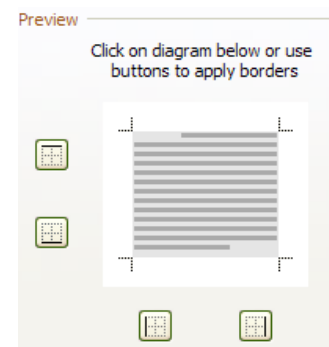 Preview
Click on diagram below or use
buttons to apply borders